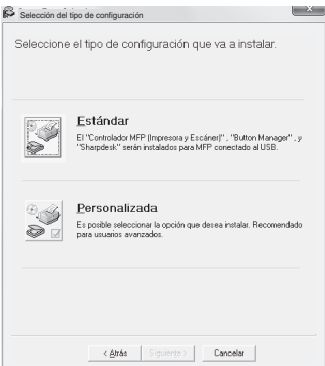 Selección del tipo de configuración
Seleccione el tipo de configuración que va a instalar.
Estándar
El "Controlador MFP (Impresora y Escáner)" , "Button Manager" , y
"Sharpdesk" serán instalados para MFP conectado al USB.
Personalizada
Es posible seleccionar la opción que desea instalar. Recomendado
para usuarios avanzados.
< Atrás
Siguiente >
Cancelar